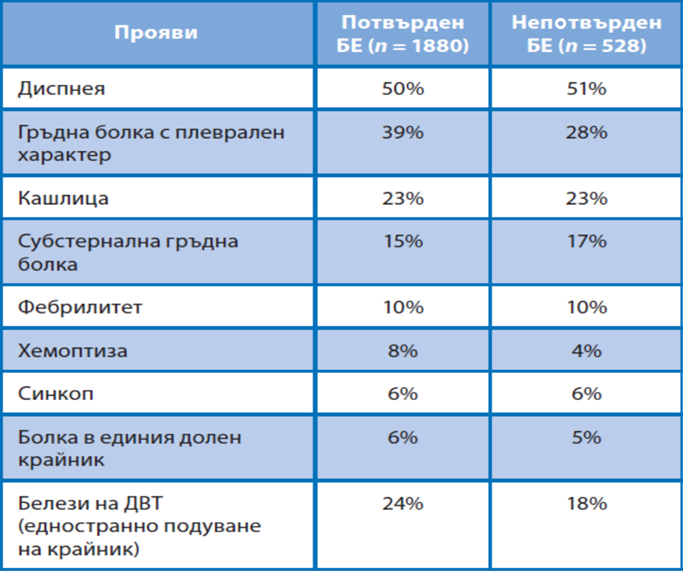 Прояви
Потвърден
БЕ (n = 1880)
Непотвърден
БЕ (n = 528)
Диспнея
50%
51%
Гръдна болка с плеврален
характер
39%
28%
Кашлица
23%
23%
Субстернална гръдна
болка
15%
17%
Фебрилитет
10%
10%
Хемоптиза
8%
4%
Синкоп
6%
6%
Болка в единия долен
крайник
6%
5%
Белези на ДВТ
(едностранно подуване
на крайник)
24%
18%